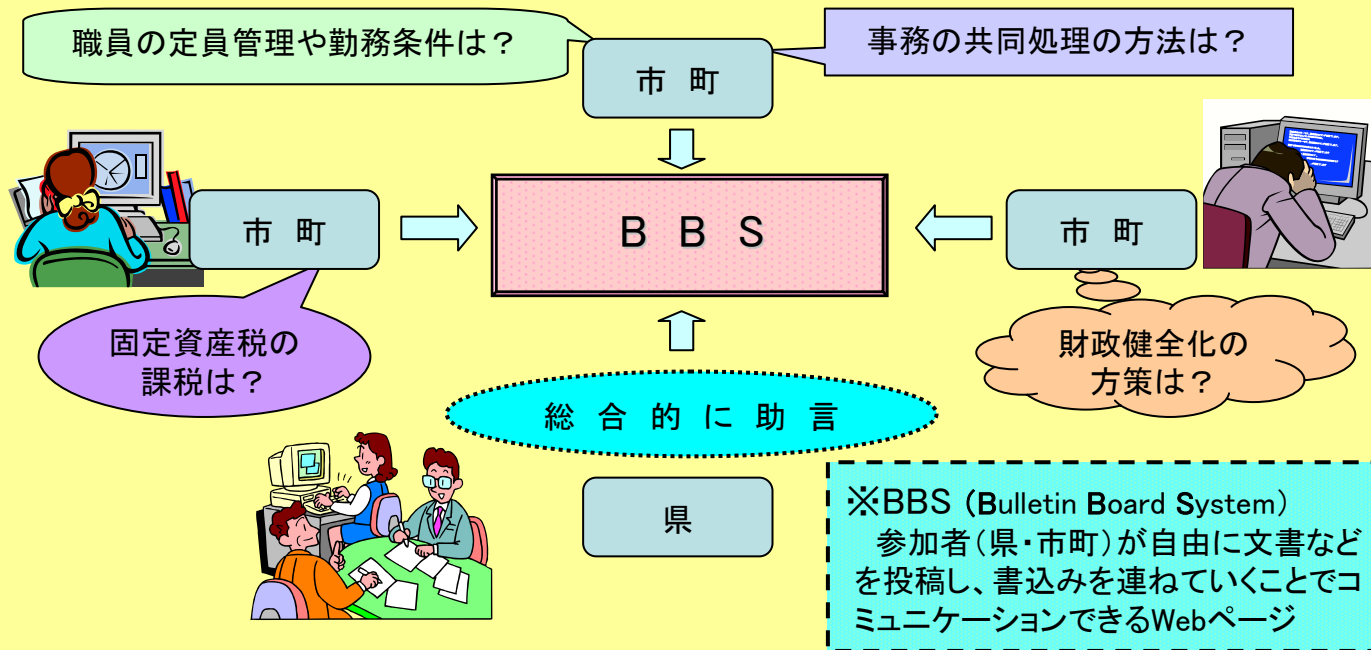 職員の定員管理や勤務条件は？
事務の共同処理の方法は？
市 町
市 町
BBS
市 町
固定資産税の
課税は？
財政健全化の
方策は？
総合的に助言
県
※BBS (Bulletin Board System)
参加者(県・市町)が自由に文書など
を投稿し、書込みを連ねていくことでコ
ミュニケーションできるWebページ